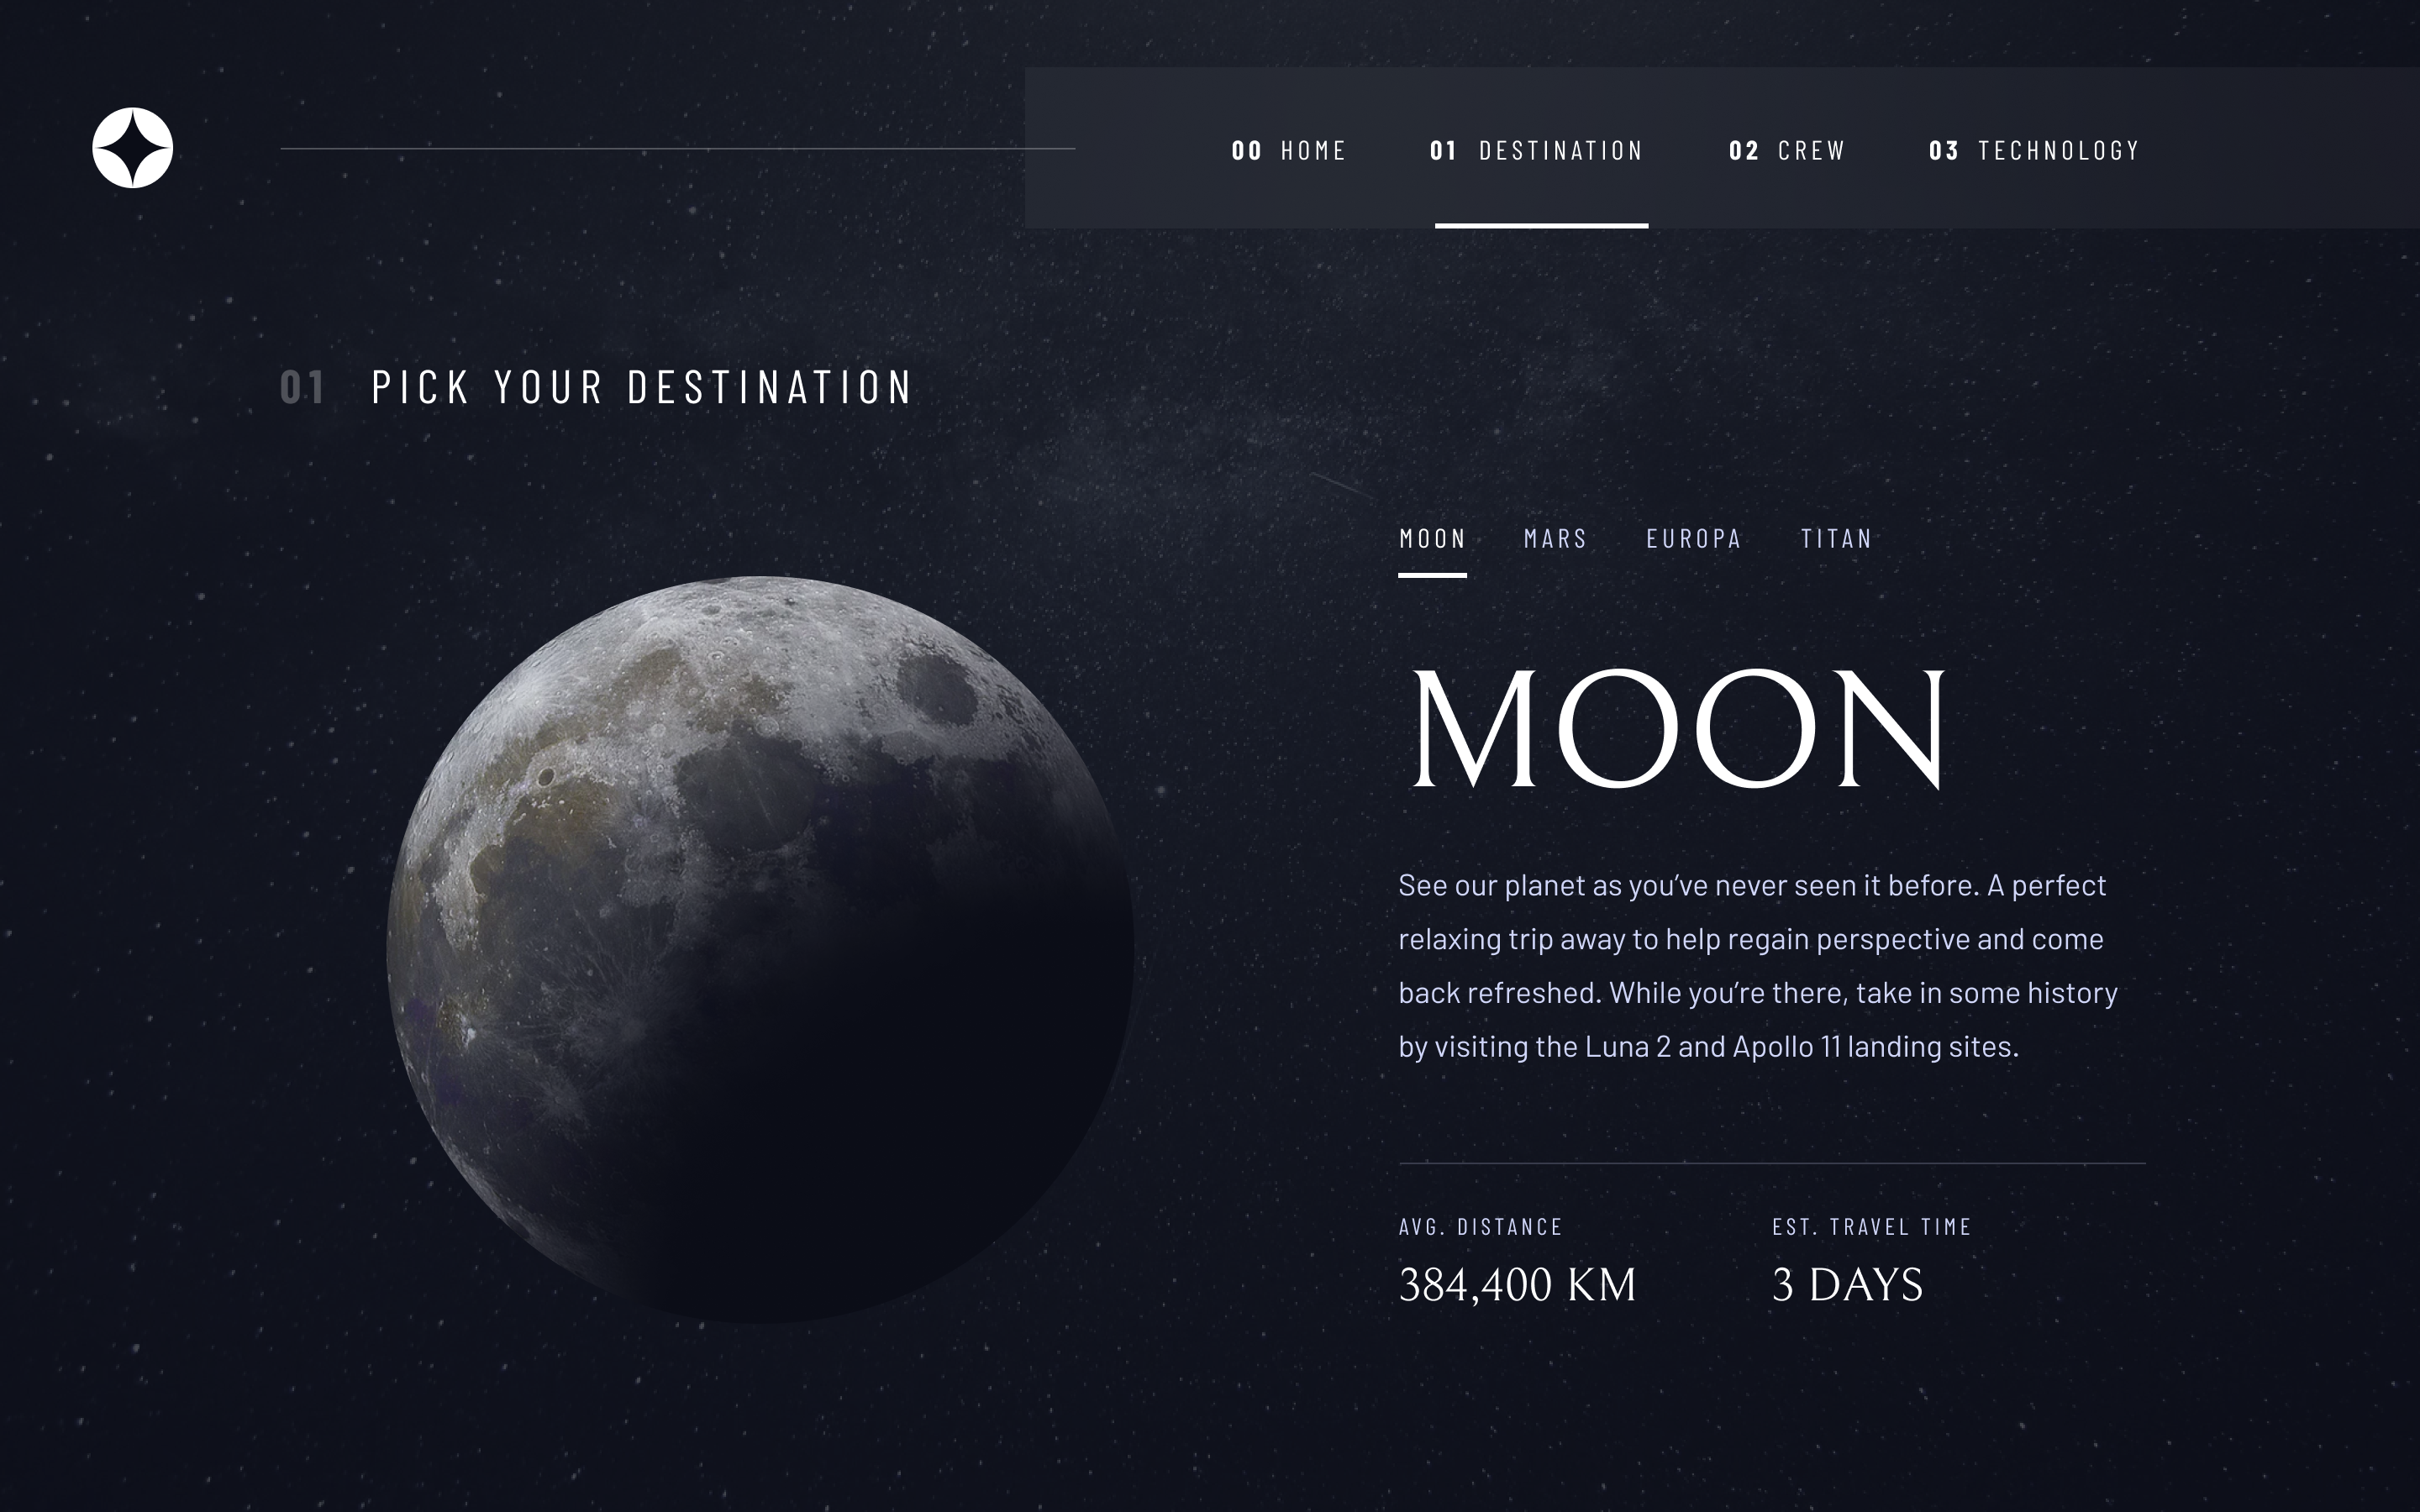 00 HOME 01 DESTINATION 02 CREW 03 TECHNOLOGY
01 PICK YOUR DESTINATION
MOON MARS EUROPA TITAN
MOON
See our planet as you’ve never seen it before. A perfect
relaxing trip away to help regain perspective and come
back refreshed. While you’re there, take in some history
by visiting the Luna 2 and Apollo 11 landing sites.
AVG. DISTANCE
384,400 KM
EST. TRAVEL TIME
3 DAYS